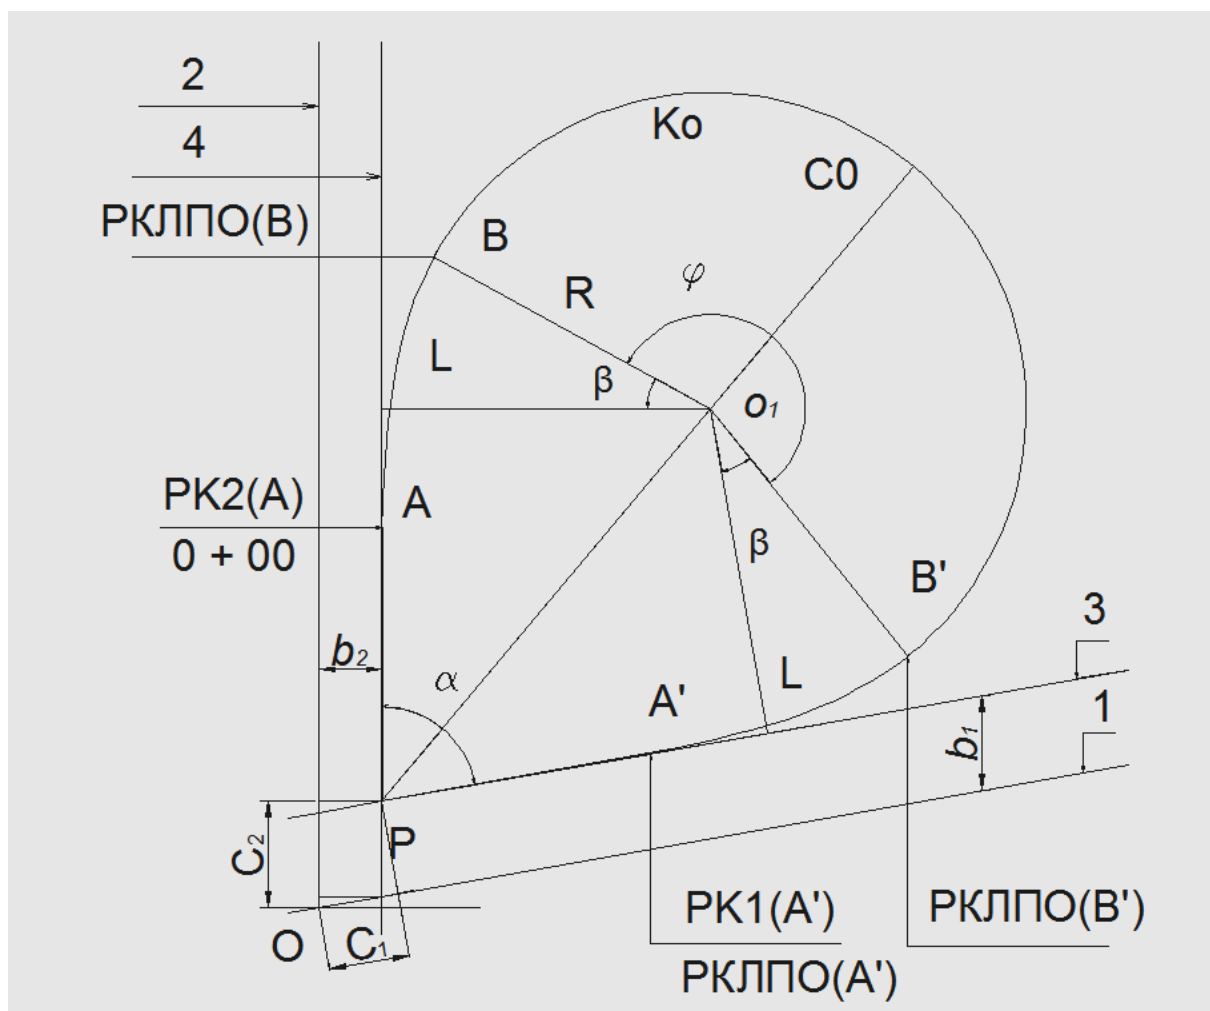 2
Ko
4
C0
РКЛПО(В)
B
φ
R
L
β
o1
PK2(A)
A
0 + 00
β
B'
3
b2
α
L
A'
1
b1
C2
P
PK1(A')
РКЛПО(В')
O
C1
РКЛПО(А')